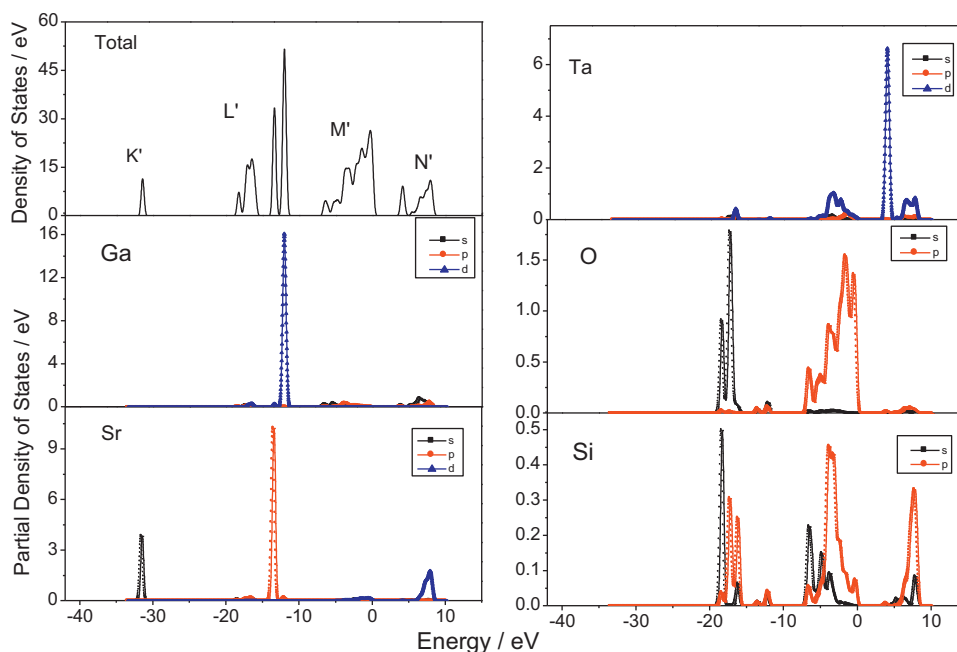 Density of States / eV
60
45
30
15
0
Total
K'
L'
M'
N'
16
12
8
4
0
Ga
s
p
d
Partial Density of States / eV
9
6
3
0
Sr
s
p
d
-40 -30 -20 -10 0 10
6
4
2
0
Ta
s
p
d
1.5
1.0
0.5
0.0
O
s
p
0.5
0.4
0.3
0.2
0.1
0.0
Si
s
p
-40 -30 -20 -10 0 10
Energy / eV